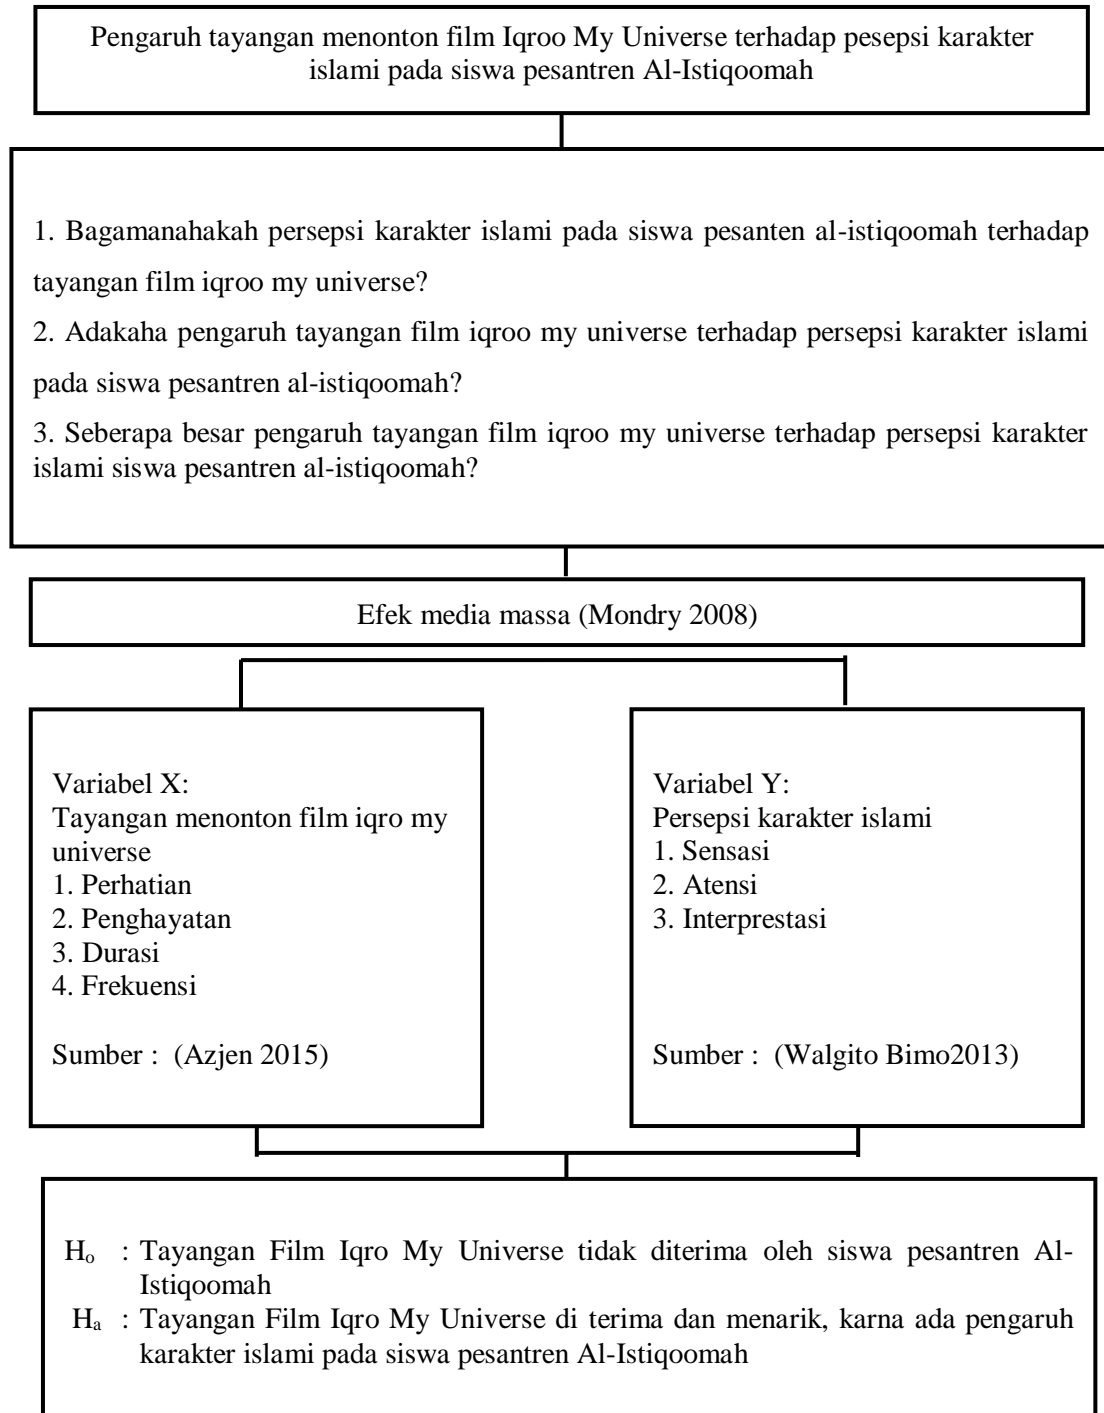 Pengaruh tayangan menonton film Iqroo My Universe terhadap pesepsi karakter
islami pada siswa pesantren Al-Istiqoomah
1. Bagamanahakah persepsi karakter islami pada siswa pesanten al-istiqoomah terhadap
tayangan film iqroo my universe?
2. Adakaha pengaruh tayangan film iqroo my universe terhadap persepsi karakter islami
pada siswa pesantren al-istiqoomah?
3. Seberapa besar pengaruh tayangan film iqroo my universe terhadap persepsi karakter
islami siswa pesantren al-istiqoomah?
Efek media massa (Mondry 2008)
Variabel X:
Tayangan menonton film iqro my
universe
1. Perhatian
2. Penghayatan
3. Durasi
4. Frekuensi
Sumber : (Azjen 2015)
Variabel Y:
Persepsi karakter islami
1. Sensasi
2. Atensi
3. Interprestasi
Sumber : (Walgito Bimo2013)
Ho : Tayangan Film Iqro My Universe tidak diterima oleh siswa pesantren Al-
Istiqoomah
Ha : Tayangan Film Iqro My Universe di terima dan menarik, karna ada pengaruh
karakter islami pada siswa pesantren Al-Istiqoomah